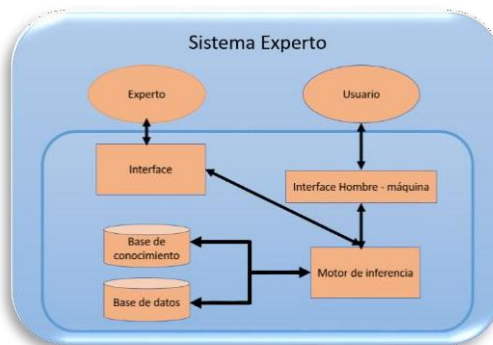 Sistema Experto
Experto
Usuario
Interface
Interface Hombre - máquina
Base de
conocimiento
Motor de inferencia
Base de datos